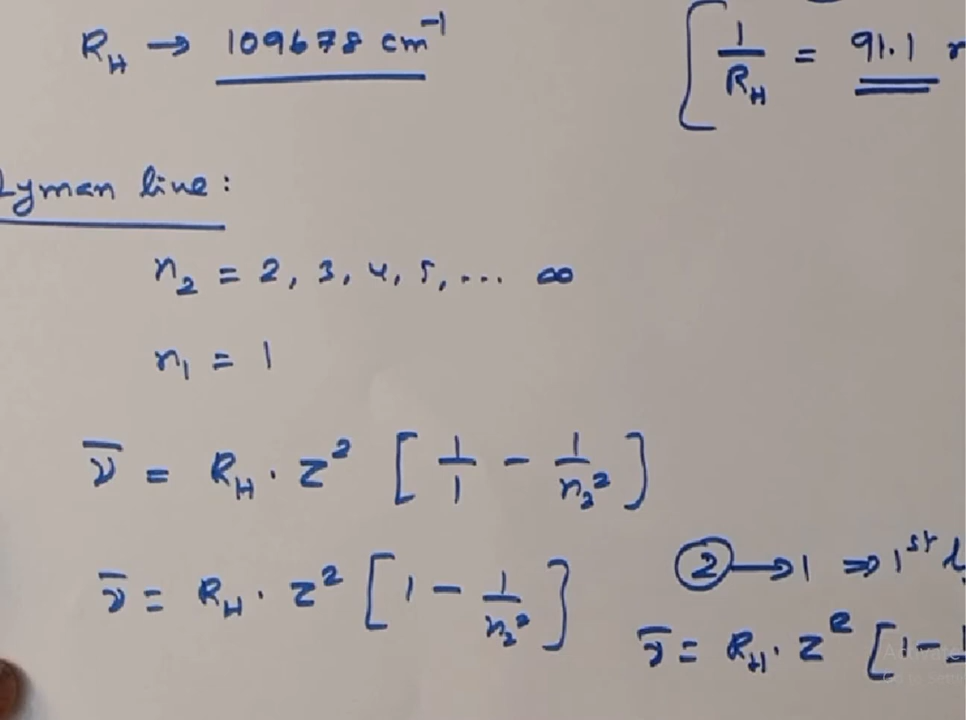 R_H → 109678 cm⁻¹
[ 1/R_H = 91.1
Lyman line:
n₂ = 2, 3, 4, 5, ... ∞
n₁ = 1
ν̅ = R_H · Z² [ 1/1 - 1/n₂² ]
ν̅ = R_H · Z² [ 1 - 1/n₂² ]
② → 1 ⇒ 1st
ν̅ = R_H · Z² [ 1 -